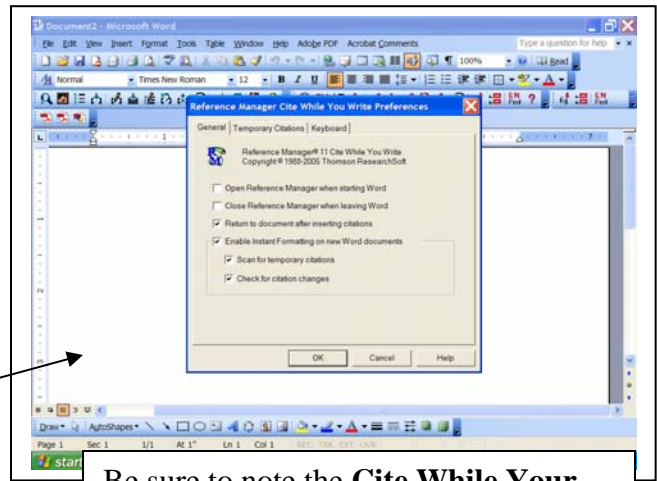 Document2 - Microsoft Word
File Edit View Insert Format Tools Table Window Help Adobe PDF Acrobat Comments Type a question for help
100% Read
Normal Times New Roman 12 B I U
Reference Manager Cite While You Write Preferences
General Temporary Citations Keyboard
Reference Manager® 11 Cite While You Write
Copyright © 1988-2005 Thomson ResearchSoft
Open Reference Manager when starting Word
Close Reference Manager when leaving Word
Return to document after inserting citations
Enable Instant Formatting on new Word documents
Scan for temporary citations
Check for citation changes
OK Cancel Help
Draw AutoShapes
Page 1 Sec 1 1/1 At 1" Ln 1 Col 1 REC TRK EXT OVR
start
Be sure to note the Cite While Your